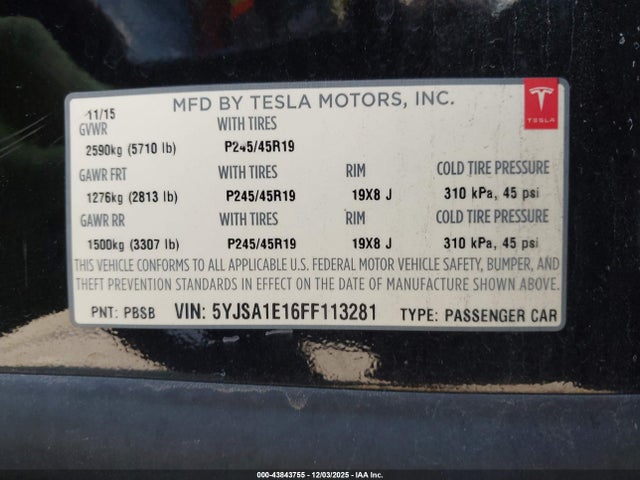 MFD BY TESLA MOTORS, INC.
TESLA
11/15
GVWR WITH TIRES
2590kg (5710 lb) P245/45R19
GAWR FRT WITH TIRES RIM COLD TIRE PRESSURE
1276kg (2813 lb) P245/45R19 19X8 J 310 kPa, 45 psi
GAWR RR WITH TIRES RIM COLD TIRE PRESSURE
1500kg (3307 lb) P245/45R19 19X8 J 310 kPa, 45 psi
THIS VEHICLE CONFORMS TO ALL APPLICABLE U.S. FEDERAL MOTOR VEHICLE SAFETY, BUMPER, AND
THEFT PREVENTION STANDARDS IN EFFECT ON THE DATE OF MANUFACTURE SHOWN ABOVE.
PNT: PBSB VIN: 5YJSA1E16FF113281 TYPE: PASSENGER CAR
000-43843755 - 12/03/2025 - IAA Inc.